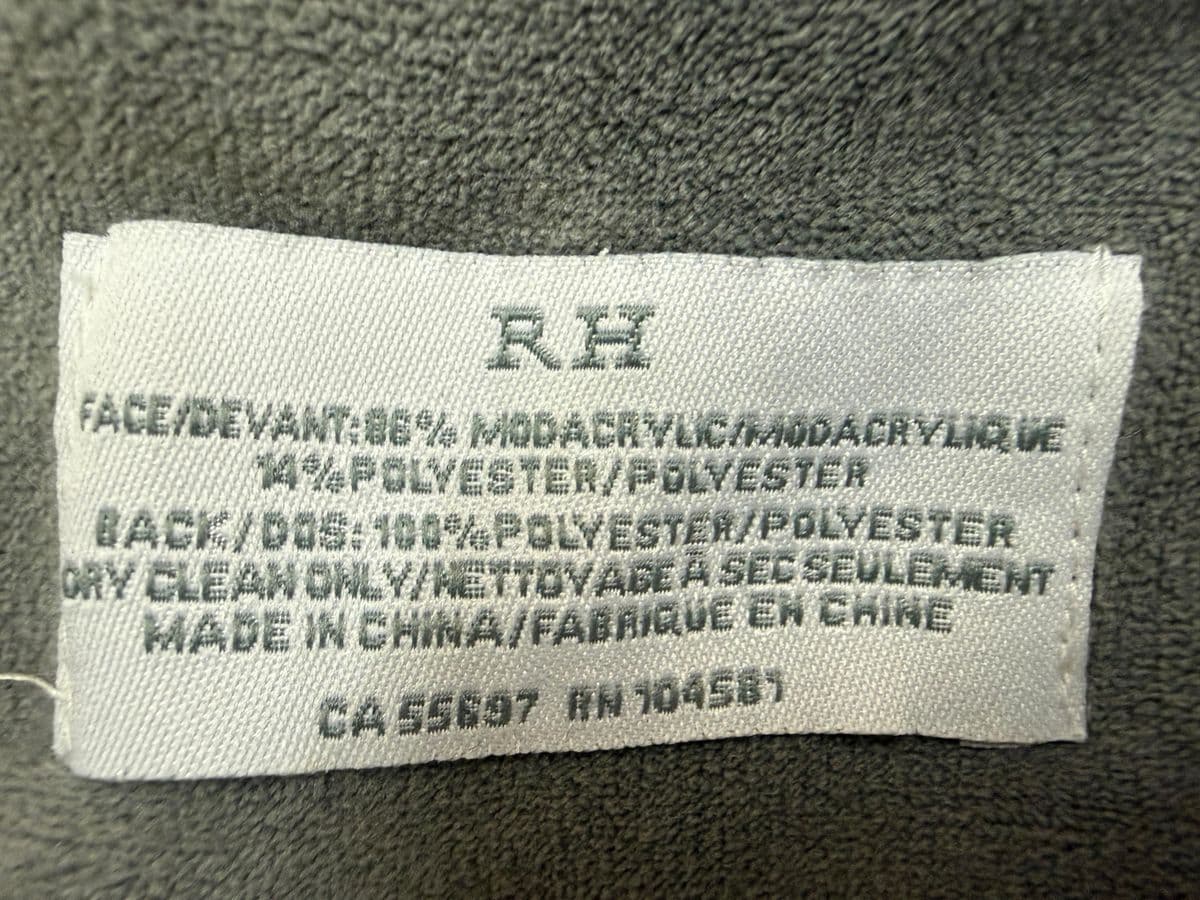 RH
FACE/DEVANT:86% MODACRYLIC/MODACRYLIQUE
14%POLYESTER/POLYESTER
BACK/DOS:100%POLYESTER/POLYESTER
DRY CLEAN ONLY/NETTOYAGE À SEC SEULEMENT
MADE IN CHINA/FABRIQUE EN CHINE
CA 55697 RN 104581